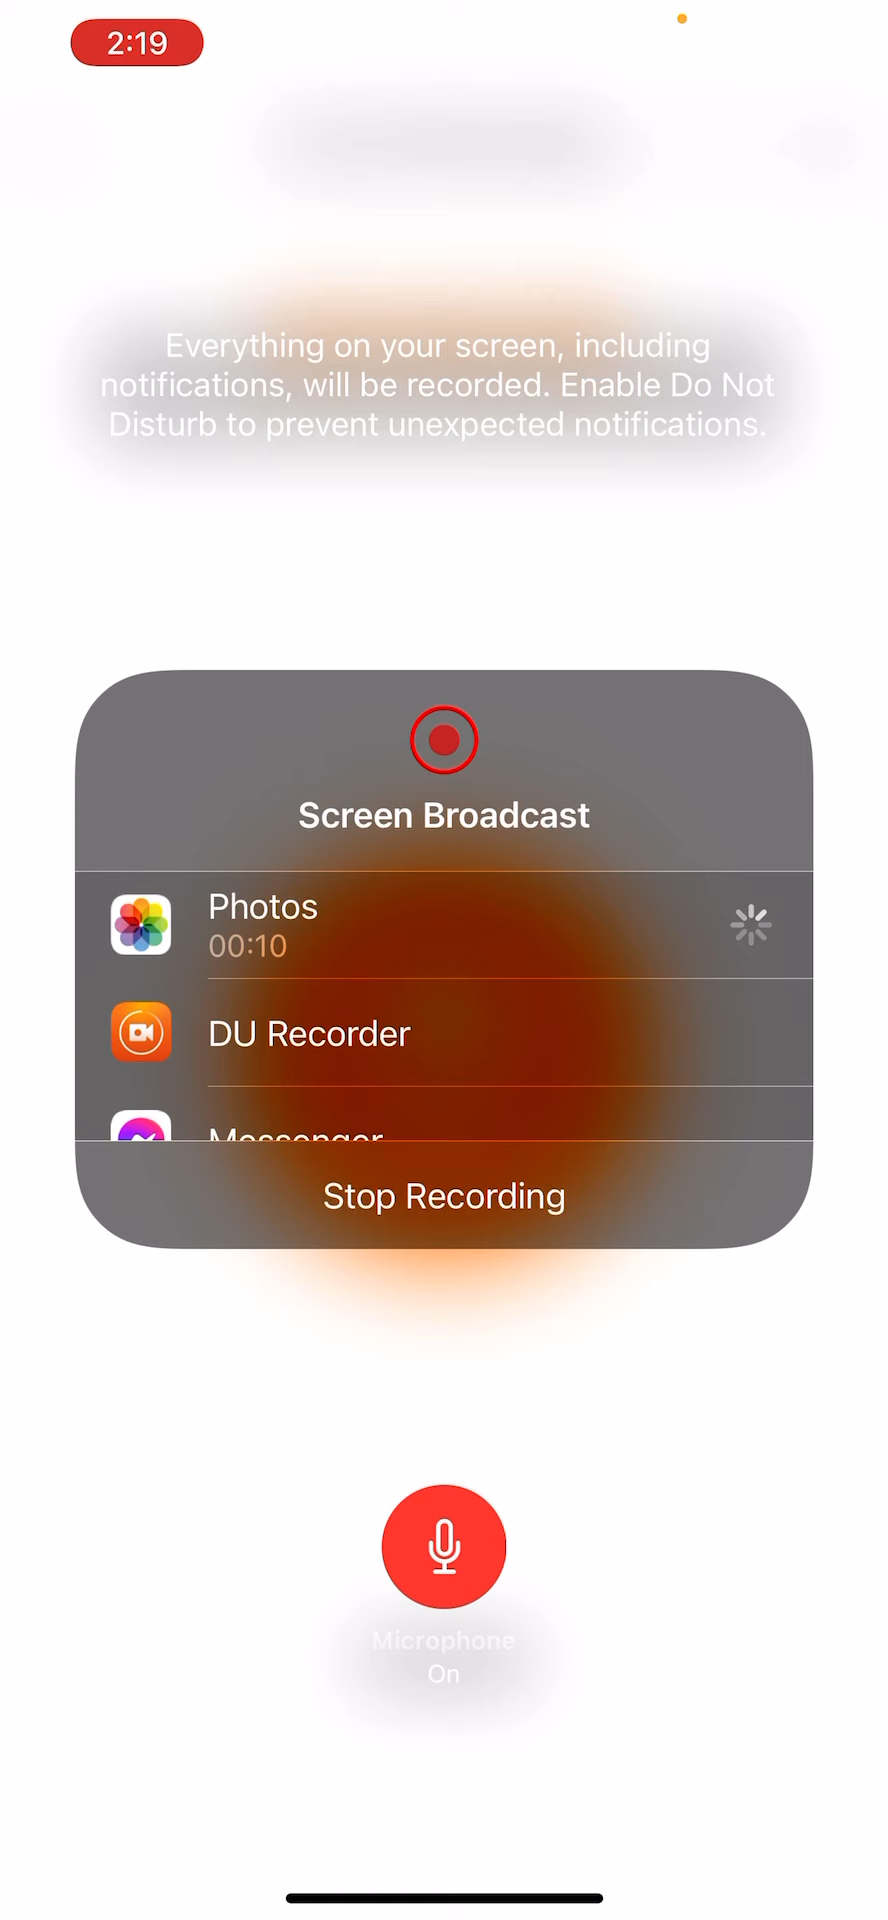 2:19
Everything on your screen, including
notifications, will be recorded. Enable Do Not
Disturb to prevent unexpected notifications.
Screen Broadcast
Photos
00:10
DU Recorder
Messenger
Stop Recording
Microphone
On